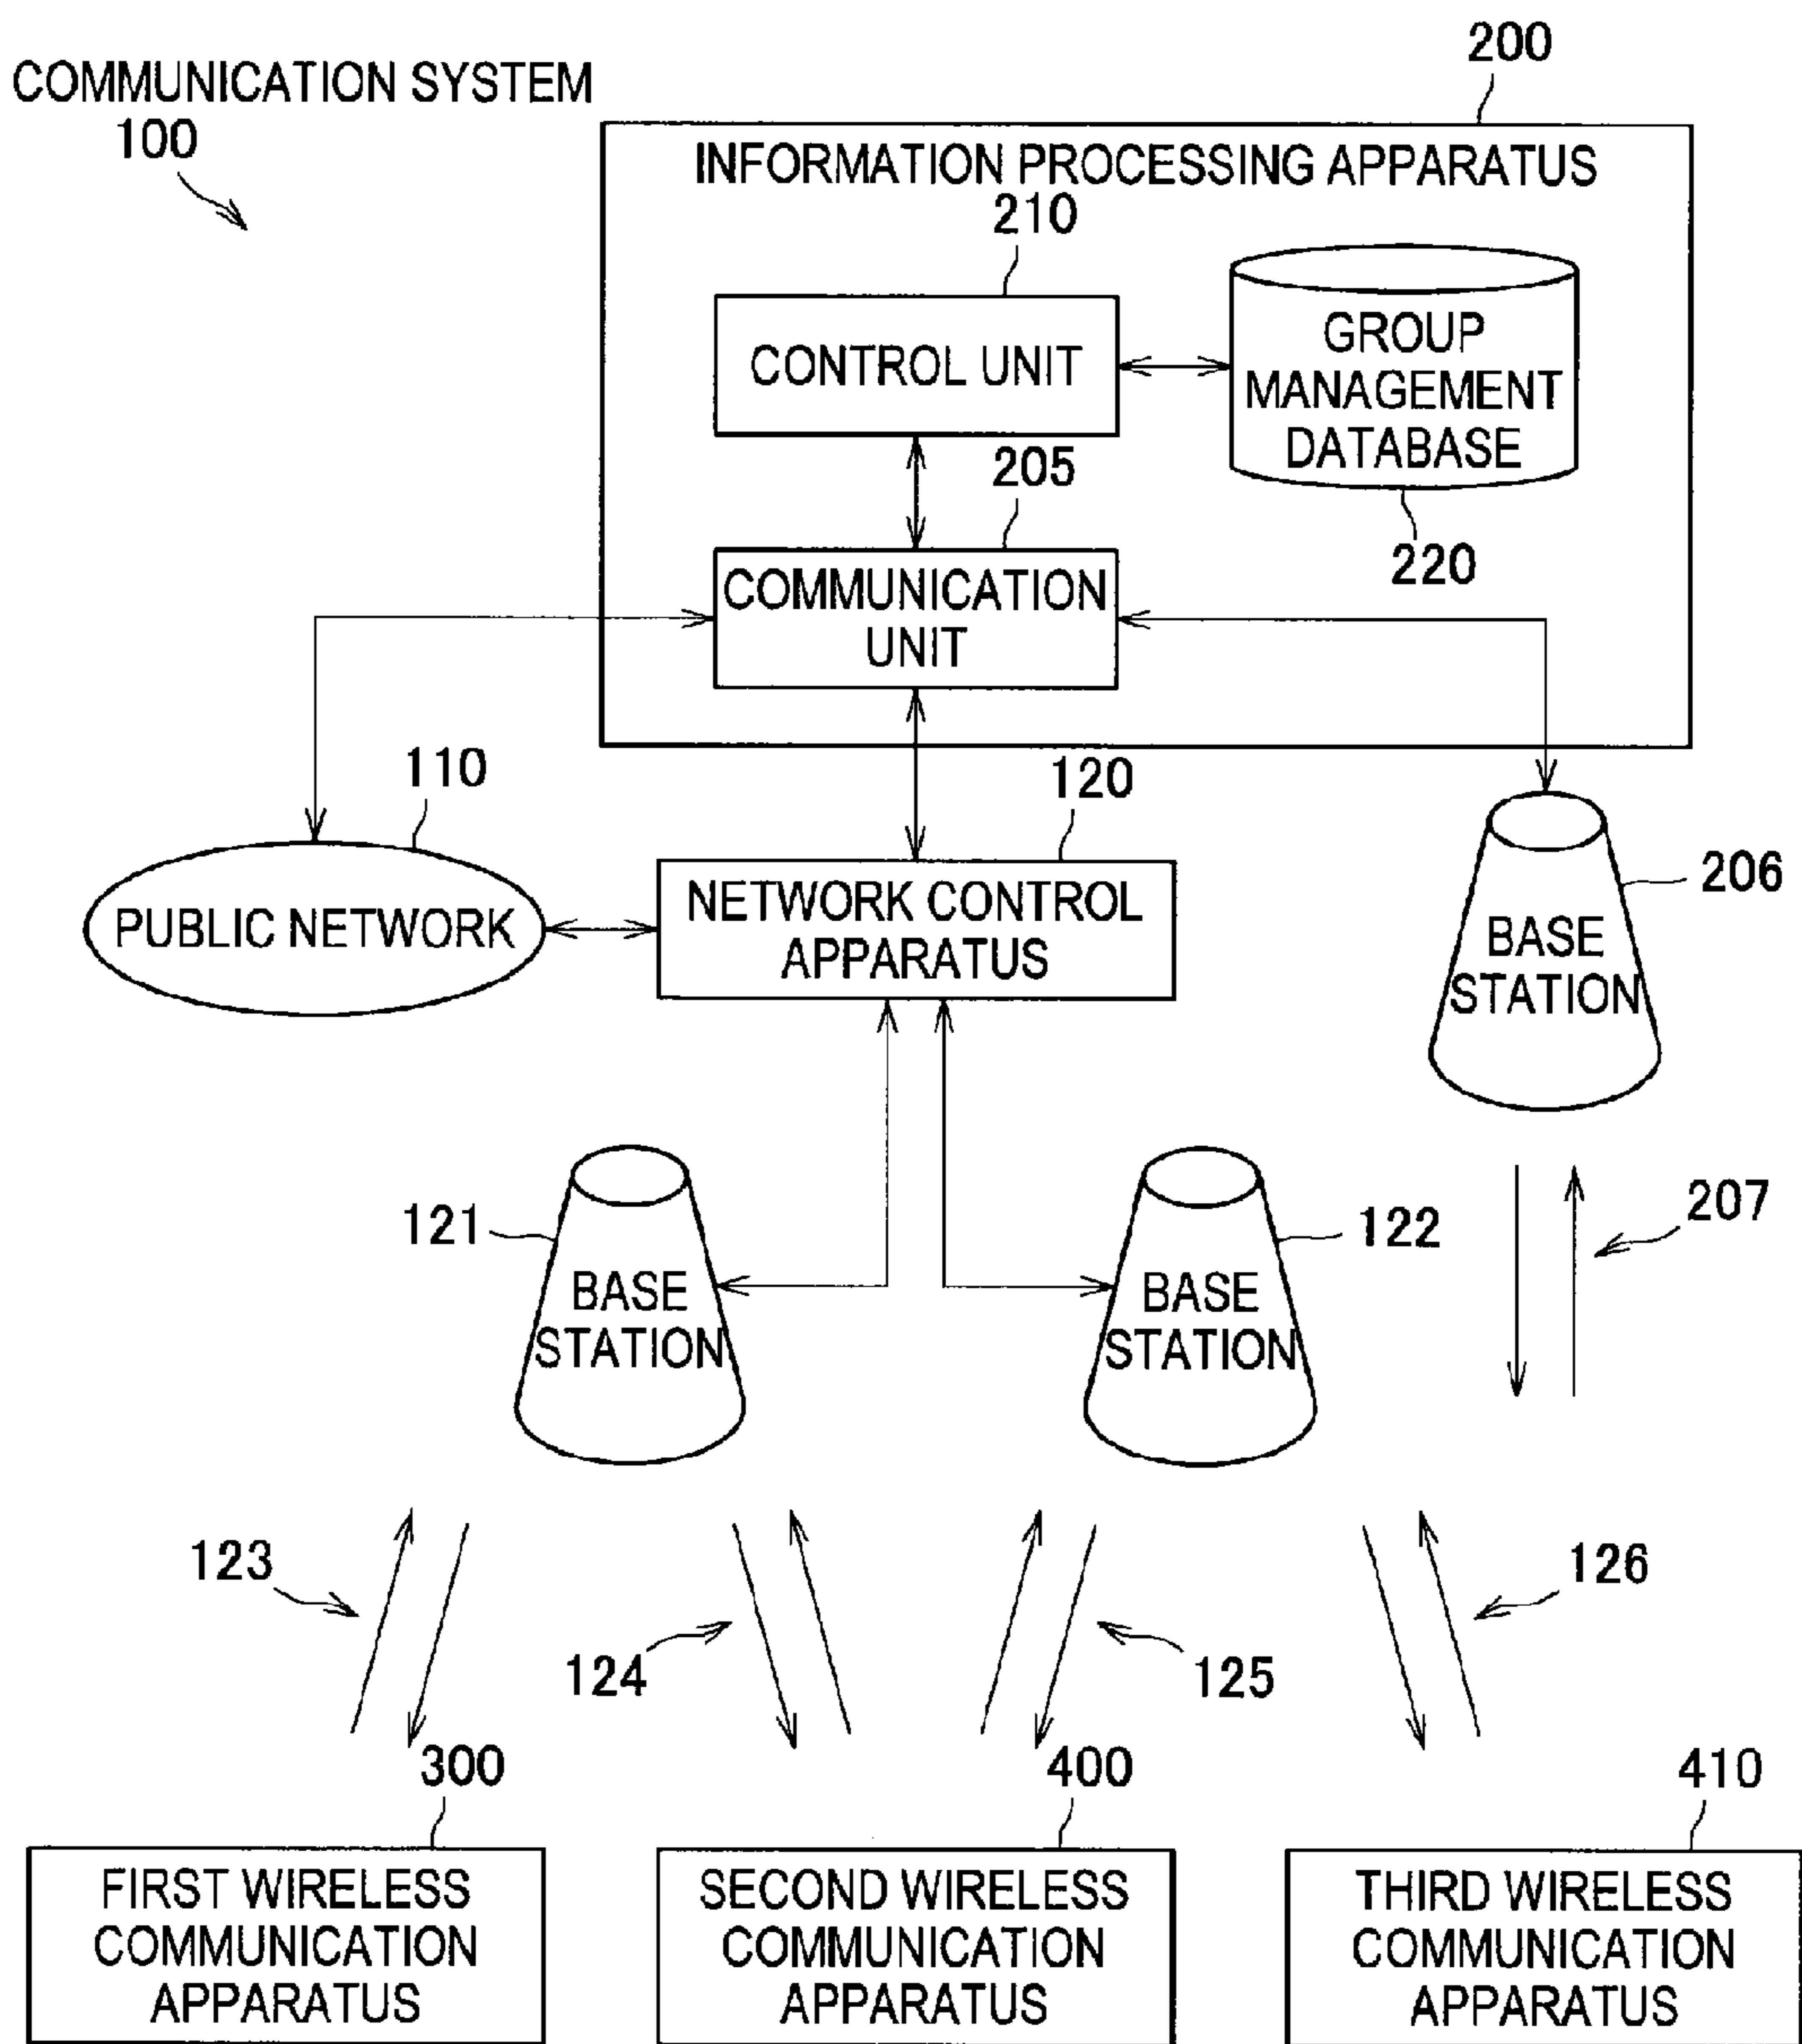 COMMUNICATION SYSTEM
100
200
INFORMATION PROCESSING APPARATUS
210
CONTROL UNIT
GROUP
MANAGEMENT
DATABASE
220
205
COMMUNICATION
UNIT
110
PUBLIC NETWORK
120
NETWORK CONTROL
APPARATUS
206
BASE
STATION
207
121
BASE
STATION
122
BASE
STATION
123
124
125
126
300
FIRST WIRELESS
COMMUNICATION
APPARATUS
400
SECOND WIRELESS
COMMUNICATION
APPARATUS
410
THIRD WIRELESS
COMMUNICATION
APPARATUS